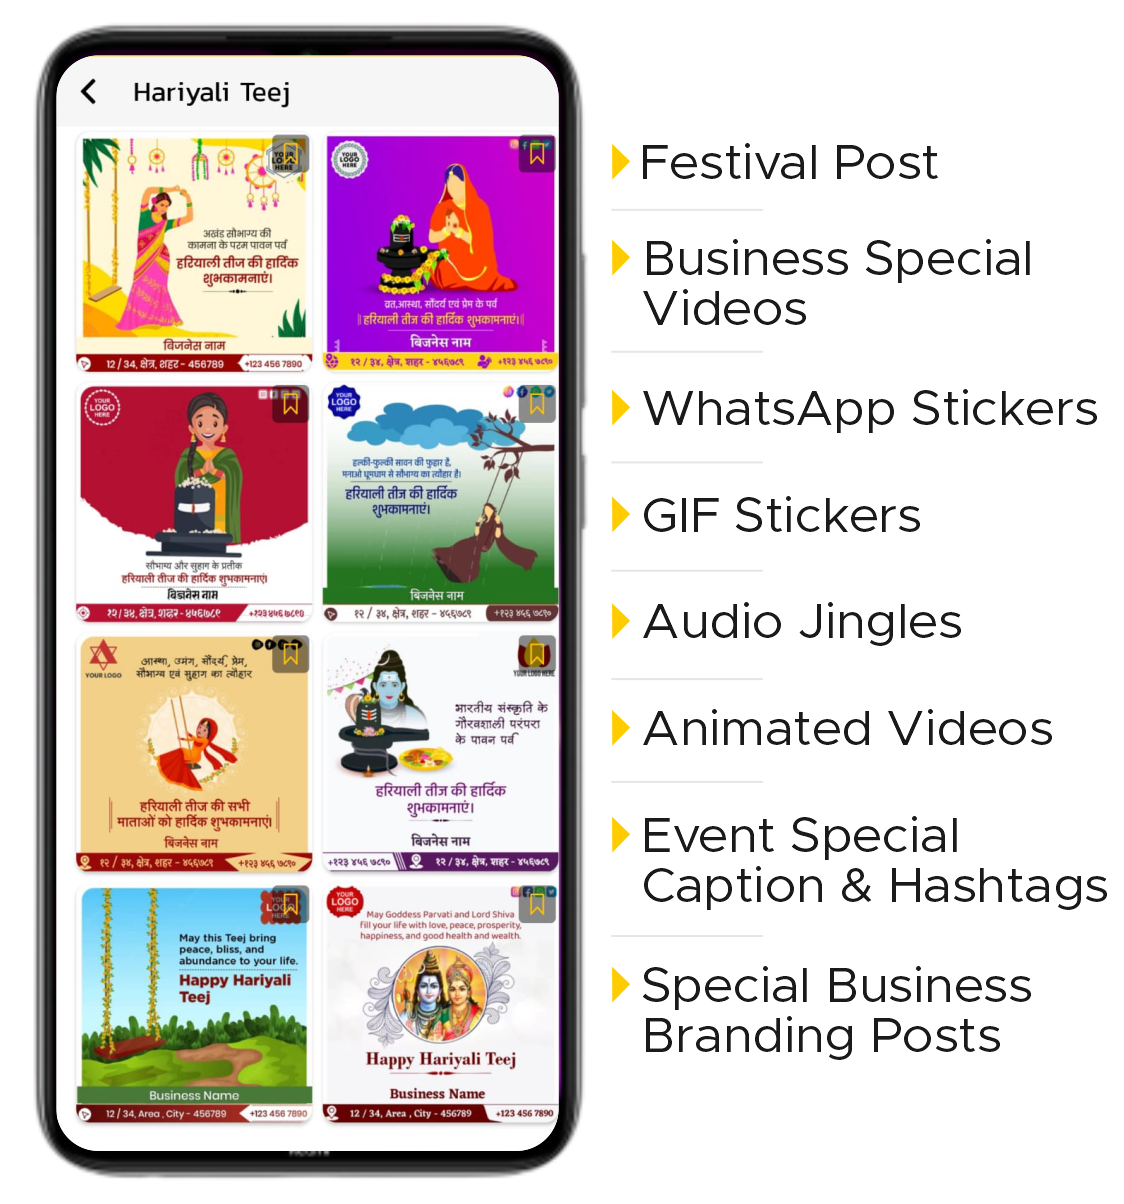 Hariyali Teej
YOUR
LOGO
HERE
अखंड सौभाग्य की
कामना के परम पावन पर्व
हरियाली तीज की हार्दिक
शुभकामनाएं।
बिजनेस नाम
12 / 34, क्षेत्र, शहर - 456789
+123 456 7890
YOUR
LOGO
HERE
व्रत,आस्था, सौंदर्य एवं प्रेम के पर्व
हरियाली तीज की हार्दिक शुभकामनाएं।
बिजनेस नाम
१२ / ३४, क्षेत्र, शहर - ४५६७८९
+१२३ ४५६ ७८९०
YOUR
LOGO
HERE
सौभाग्य और सुहाग के प्रतीक
हरियाली तीज की हार्दिक शुभकामनाएं।
बिजनेस नाम
१२ / ३४, क्षेत्र, शहर - ४५६७८९
+१२३ ४५६ ७८९०
YOUR
LOGO
HERE
हल्की-फुल्की सावन की फुहार है,
मनाओ धूमधाम से सौभाग्य का त्यौहार है।
हरियाली तीज की हार्दिक
शुभकामनाएं।
बिजनेस नाम
१२ / ३४, क्षेत्र, शहर - ४५६७८९
+१२३ ४५६ ७८९०
YOUR LOGO
आस्था, उमंग, सौंदर्य, प्रेम,
सौभाग्य एवं सुहाग का त्यौहार
हरियाली तीज की सभी
माताओं को हार्दिक शुभकामनाएं।
बिजनेस नाम
१२ / ३४, क्षेत्र, शहर - ४५६७८९
+१२३ ४५६ ७८९०
YOUR LOGO HERE
भारतीय संस्कृति के
गौरवशाली परंपरा
के पावन पर्व
हरियाली तीज की हार्दिक
शुभकामनाएं।
बिजनेस नाम
+१२३ ४५६ ७८९०
१२ / ३४, क्षेत्र, शहर - ४५६७८९
LOGO
HERE
May this Teej bring
peace, bliss, and
abundance to your life.
Happy Hariyali
Teej
Business Name
12 / 34, Area , City - 456789
+123 456 7890
YOUR
LOGO
HERE
May Goddess Parvati and Lord Shiva
fill your life with love, peace, prosperity,
happiness, and good health and wealth.
Happy Hariyali Teej
Business Name
12 / 34, Area , City - 456789
+123 456 7890
Festival Post
Business Special
Videos
WhatsApp Stickers
GIF Stickers
Audio Jingles
Animated Videos
Event Special
Caption & Hashtags
Special Business
Branding Posts